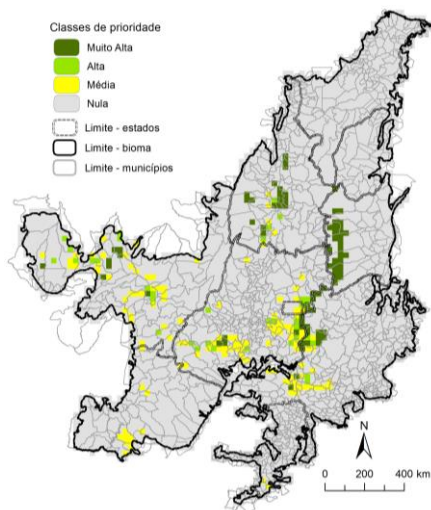 Classes de prioridade
Muito Alta
Alta
Média
Nula
Limite - estados
Limite - bioma
Limite - municípios
N
0 200 400 km